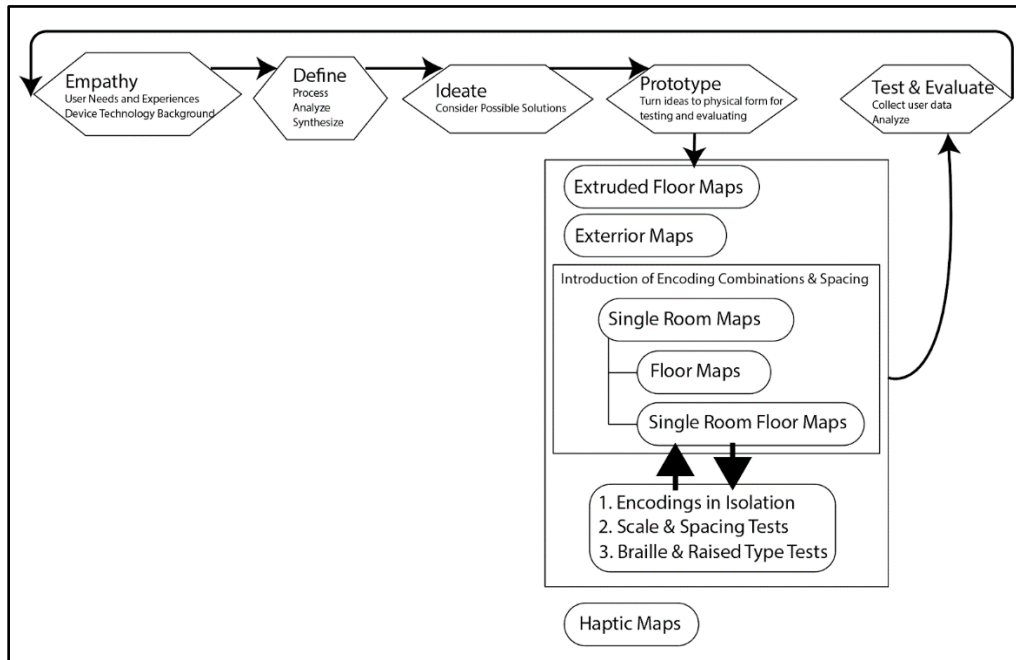 Empathy
User Needs and Experiences
Device Technology Background
Define
Process
Analyze
Synthesize
Ideate
Consider Possible Solutions
Prototype
Turn ideas to physical form for
testing and evaluating
Test & Evaluate
Collect user data
Analyze
Extruded Floor Maps
Exterrior Maps
Introduction of Encoding Combinations & Spacing
Single Room Maps
Floor Maps
Single Room Floor Maps
1. Encodings in Isolation
2. Scale & Spacing Tests
3. Braille & Raised Type Tests
Haptic Maps